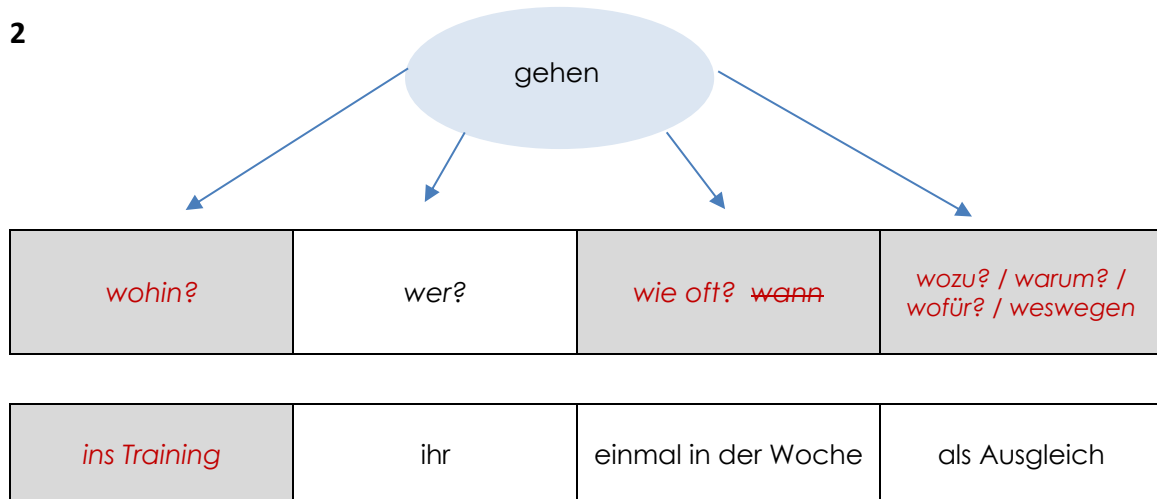 2
gehen
wohin?
wer?
wie oft? wann
wozu? / warum? /
wofür? / weswegen
ins Training
ihr
einmal in der Woche
als Ausgleich